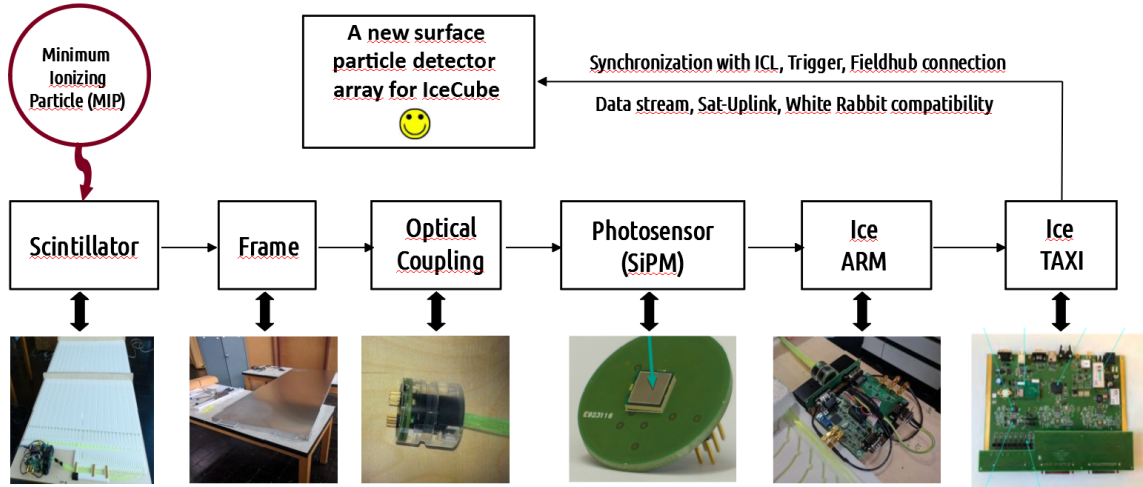 Minimum
Ionizing
Particle (MIP)
A new surface
particle detector
array for IceCube
Synchronization with ICL, Trigger, Fieldhub connection
Data stream, Sat-Uplink, White Rabbit compatibility
Scintillator
Frame
Optical
Coupling
Photosensor
(SiPM)
Ice
ARM
Ice
TAXI
E923116